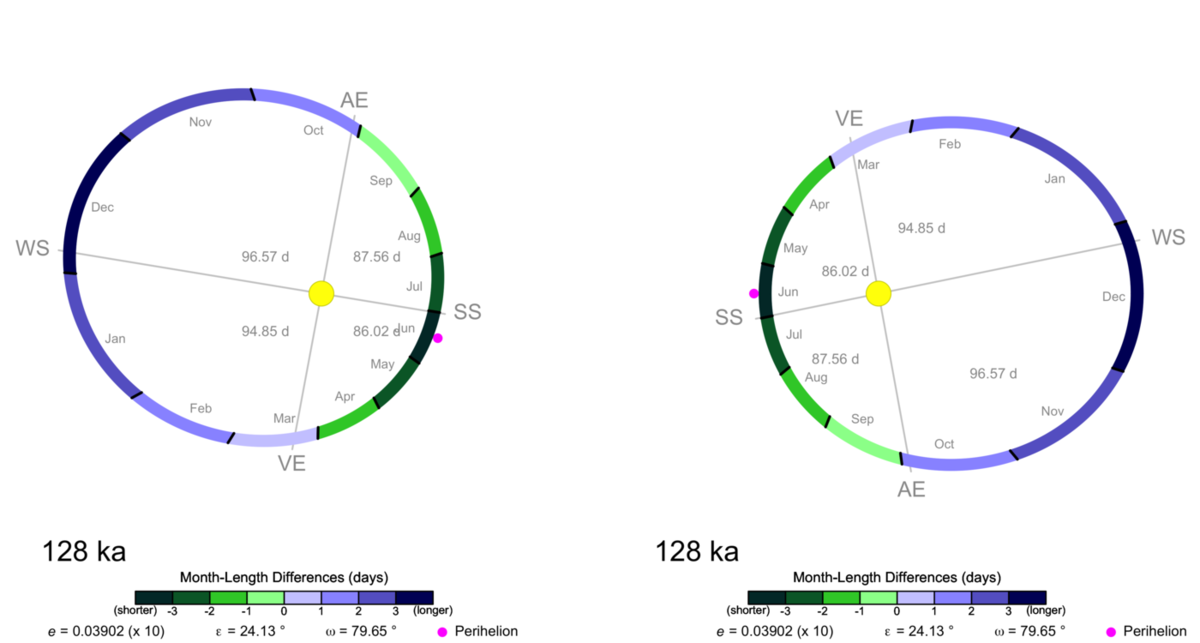 AE
Nov
Oct
Sep
Dec
Aug
WS
96.57 d
87.56 d
Jul
SS
94.85 d
86.02 d
Jun
Jan
May
Apr
Feb
Mar
VE
128 ka
Month-Length Differences (days)
(shorter) -3 -2 -1 0 1 2 3 (longer)
e = 0.03902 (x 10) ε = 24.13 ° ω = 79.65 ° Perihelion
VE
Feb
Mar
Jan
Apr
94.85 d
WS
May
86.02 d
Jun
Dec
SS
Jul
87.56 d
96.57 d
Aug
Nov
Sep
Oct
AE
128 ka
Month-Length Differences (days)
(shorter) -3 -2 -1 0 1 2 3 (longer)
e = 0.03902 (x 10) ε = 24.13 ° ω = 79.65 ° Perihelion